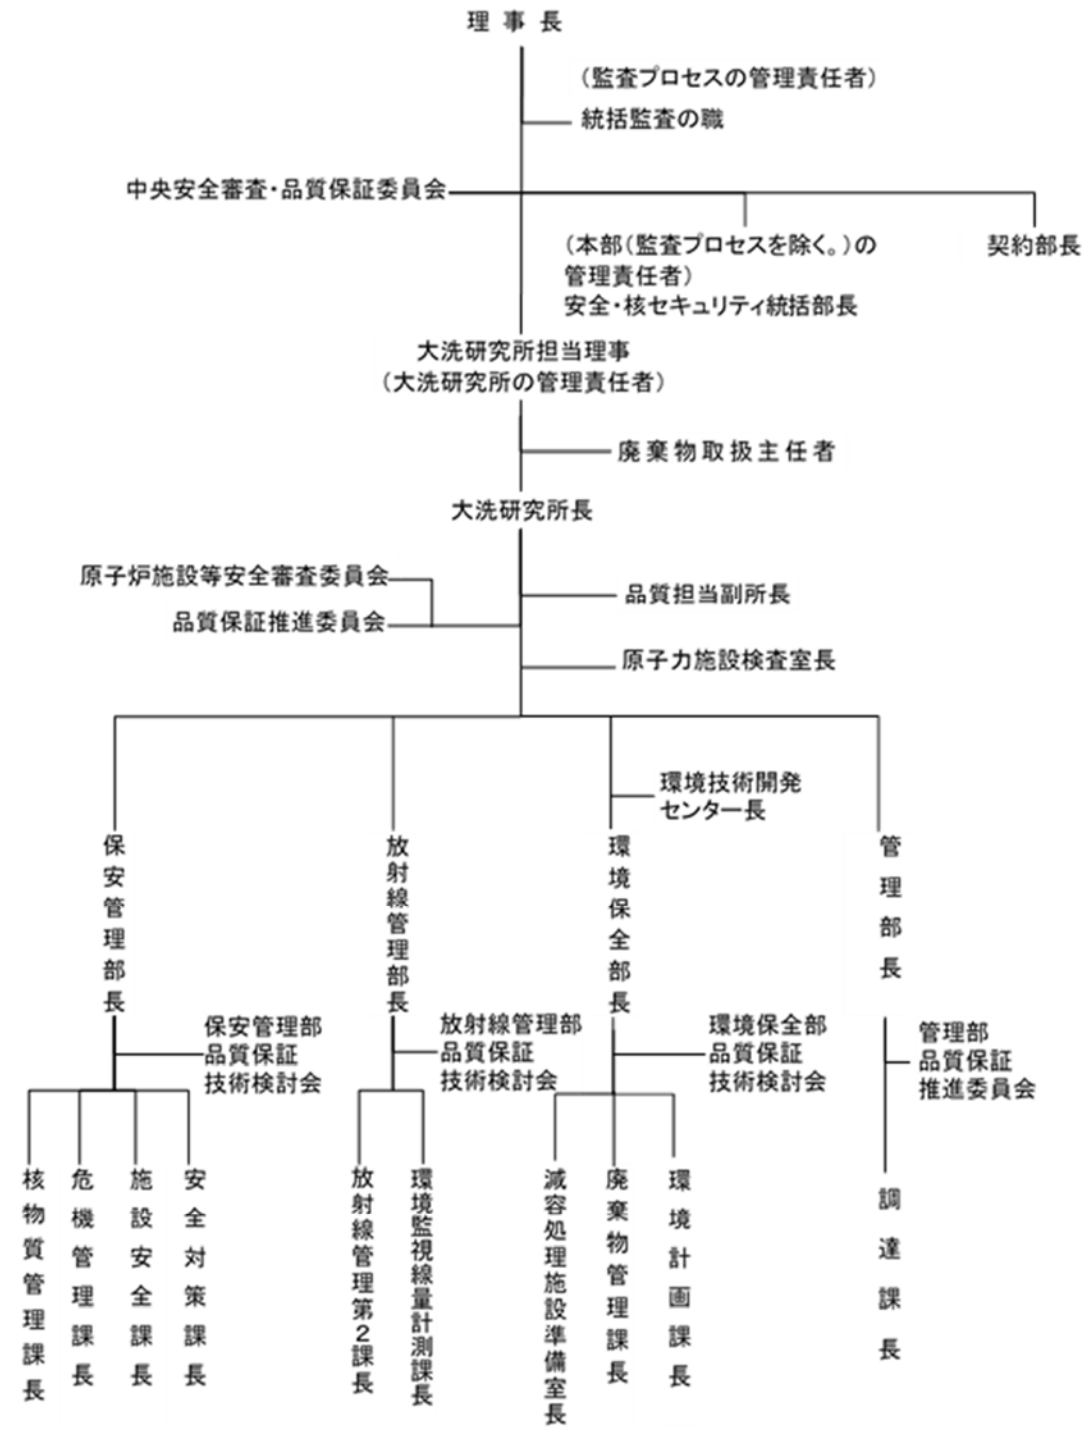 理事長
（監査プロセスの管理責任者）
統括監査の職
中央安全審査・品質保証委員会
（本部（監査プロセスを除く。）の
管理責任者）
安全・核セキュリティ統括部長
契約部長
大洗研究所担当理事
（大洗研究所の管理責任者）
廃棄物取扱主任者
大洗研究所長
原子炉施設等安全審査委員会
品質保証推進委員会
品質担当副所長
原子力施設検査室長
環境技術開発
センター長
保安管理部長
放射線管理部長
環境保全部長
管理部長
保安管理部
品質保証
技術検討会
放射線管理部
品質保証
技術検討会
環境保全部
品質保証
技術検討会
管理部
品質保証
推進委員会
核物質管理課長
危機管理課長
施設安全課長
安全対策課長
放射線管理第2課長
環境監視線量計測課長
減容処理施設準備室長
廃棄物管理課長
環境計画課長
調達課長